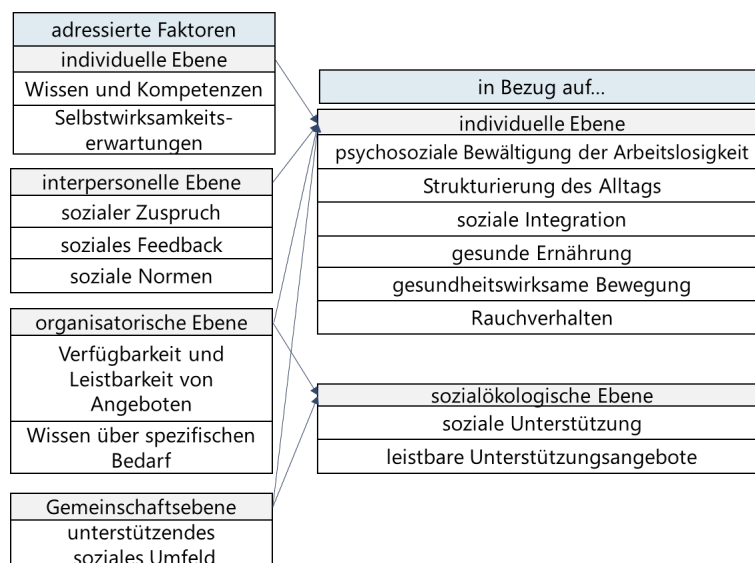 adressierte Faktoren
individuelle Ebene
Wissen und Kompetenzen
Selbstwirksamkeits-
erwartungen
interpersonelle Ebene
sozialer Zuspruch
soziales Feedback
soziale Normen
organisatorische Ebene
Verfügbarkeit und
Leistbarkeit von
Angeboten
Wissen über spezifischen
Bedarf
Gemeinschaftsebene
unterstützendes
soziales Umfeld
in Bezug auf...
individuelle Ebene
psychosoziale Bewältigung der Arbeitslosigkeit
Strukturierung des Alltags
soziale Integration
gesunde Ernährung
gesundheitswirksame Bewegung
Rauchverhalten
sozialökologische Ebene
soziale Unterstützung
leistbare Unterstützungsangebote